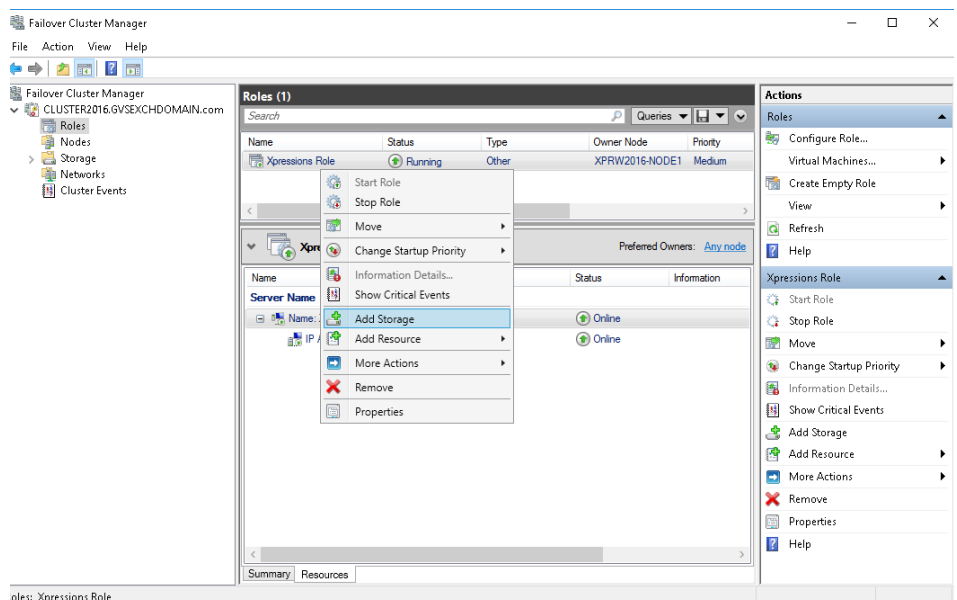 Failover Cluster Manager
File Action View Help
Failover Cluster Manager
CLUSTER2016.GVSEXCHDOMAIN.com
Roles
Nodes
Storage
Networks
Cluster Events
Roles (1)
Search
Queries
Name Status Type Owner Node Priority
Xpressions Role Running Other XPRW2016-NODE1 Medium
Start Role
Stop Role
Move
Change Startup Priority
Information Details...
Show Critical Events
Add Storage
Add Resource
More Actions
Remove
Properties
Xpre Preferred Owners: Any node
Name Status Information
Server Name
Name: Online
IP A Online
Summary Resources
Actions
Roles
Configure Role...
Virtual Machines...
Create Empty Role
View
Refresh
Help
Xpressions Role
Start Role
Stop Role
Move
Change Startup Priority
Information Details...
Show Critical Events
Add Storage
Add Resource
More Actions
Remove
Properties
Help
oles: Xpressions Role